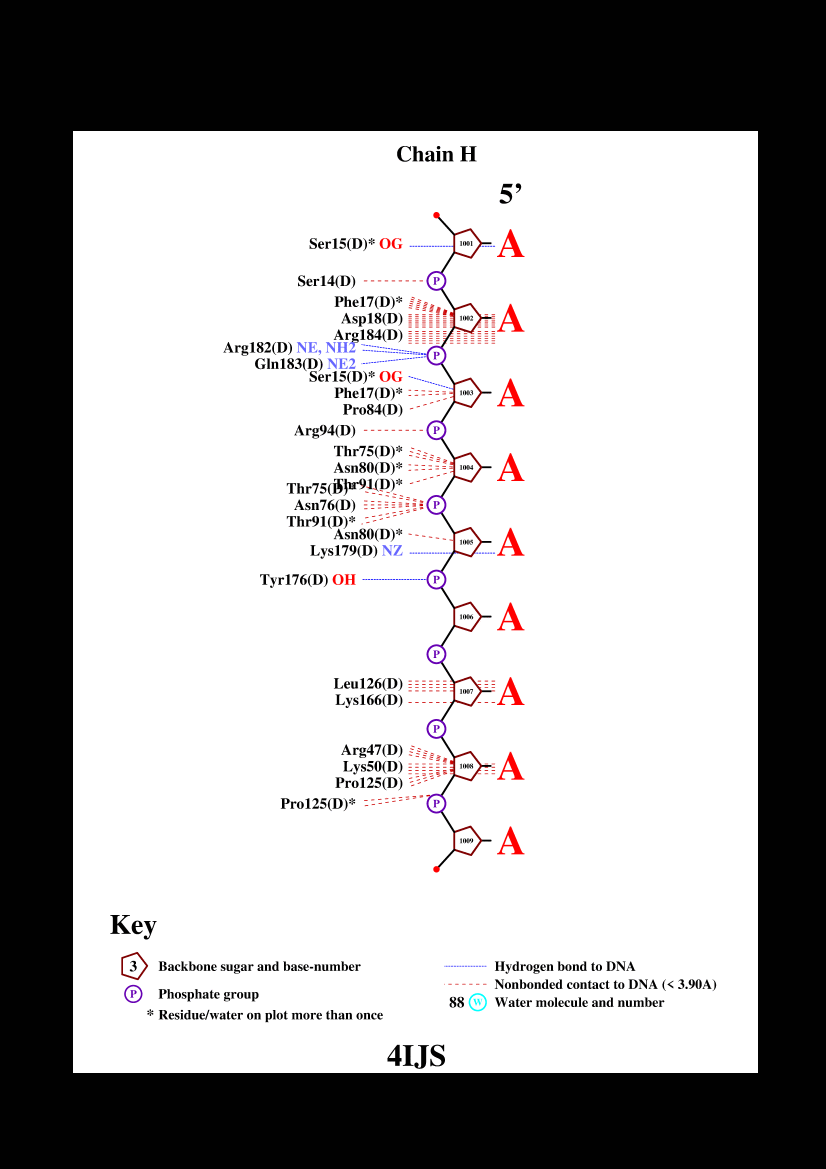 Chain H
5’
Ser15(D)* OG
1001
A
Ser14(D)
P
Phe17(D)*
Asp18(D)
1002
A
Arg184(D)
Arg182(D) NE, NH2
P
Gln183(D) NE2
Ser15(D)* OG
Phe17(D)*
1003
A
Pro84(D)
Arg94(D)
P
Thr75(D)*
Asn80(D)*
1004
A
Thr91(D)*
Thr75(D)*
Asn76(D)
P
Thr91(D)*
Asn80(D)*
1005
A
Lys179(D) NZ
Tyr176(D) OH
P
1006
A
P
Leu126(D)
1007
A
Lys166(D)
P
Arg47(D)
Lys50(D)
1008
A
Pro125(D)
Pro125(D)*
P
1009
A
Key
3 Backbone sugar and base-number
P Phosphate group
* Residue/water on plot more than once
Hydrogen bond to DNA
Nonbonded contact to DNA (< 3.90A)
88 W Water molecule and number
4IJS